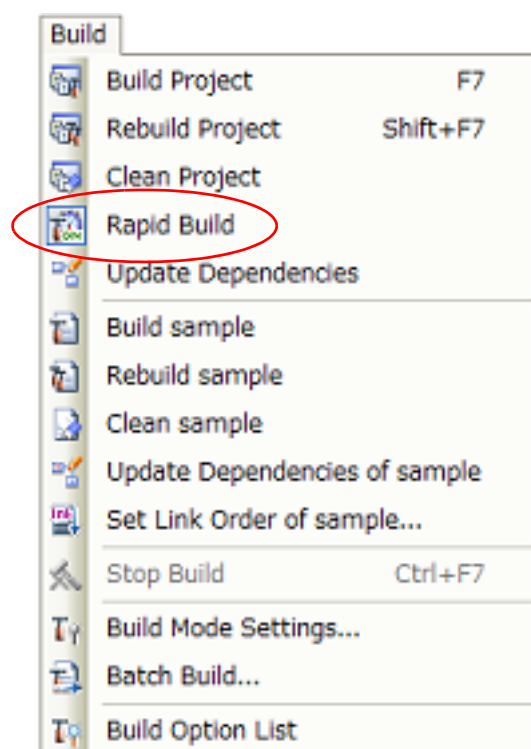 Build
Build Project F7
Rebuild Project Shift+F7
Clean Project
Rapid Build
Update Dependencies
Build sample
Rebuild sample
Clean sample
Update Dependencies of sample
Set Link Order of sample...
Stop Build Ctrl+F7
Build Mode Settings...
Batch Build...
Build Option List